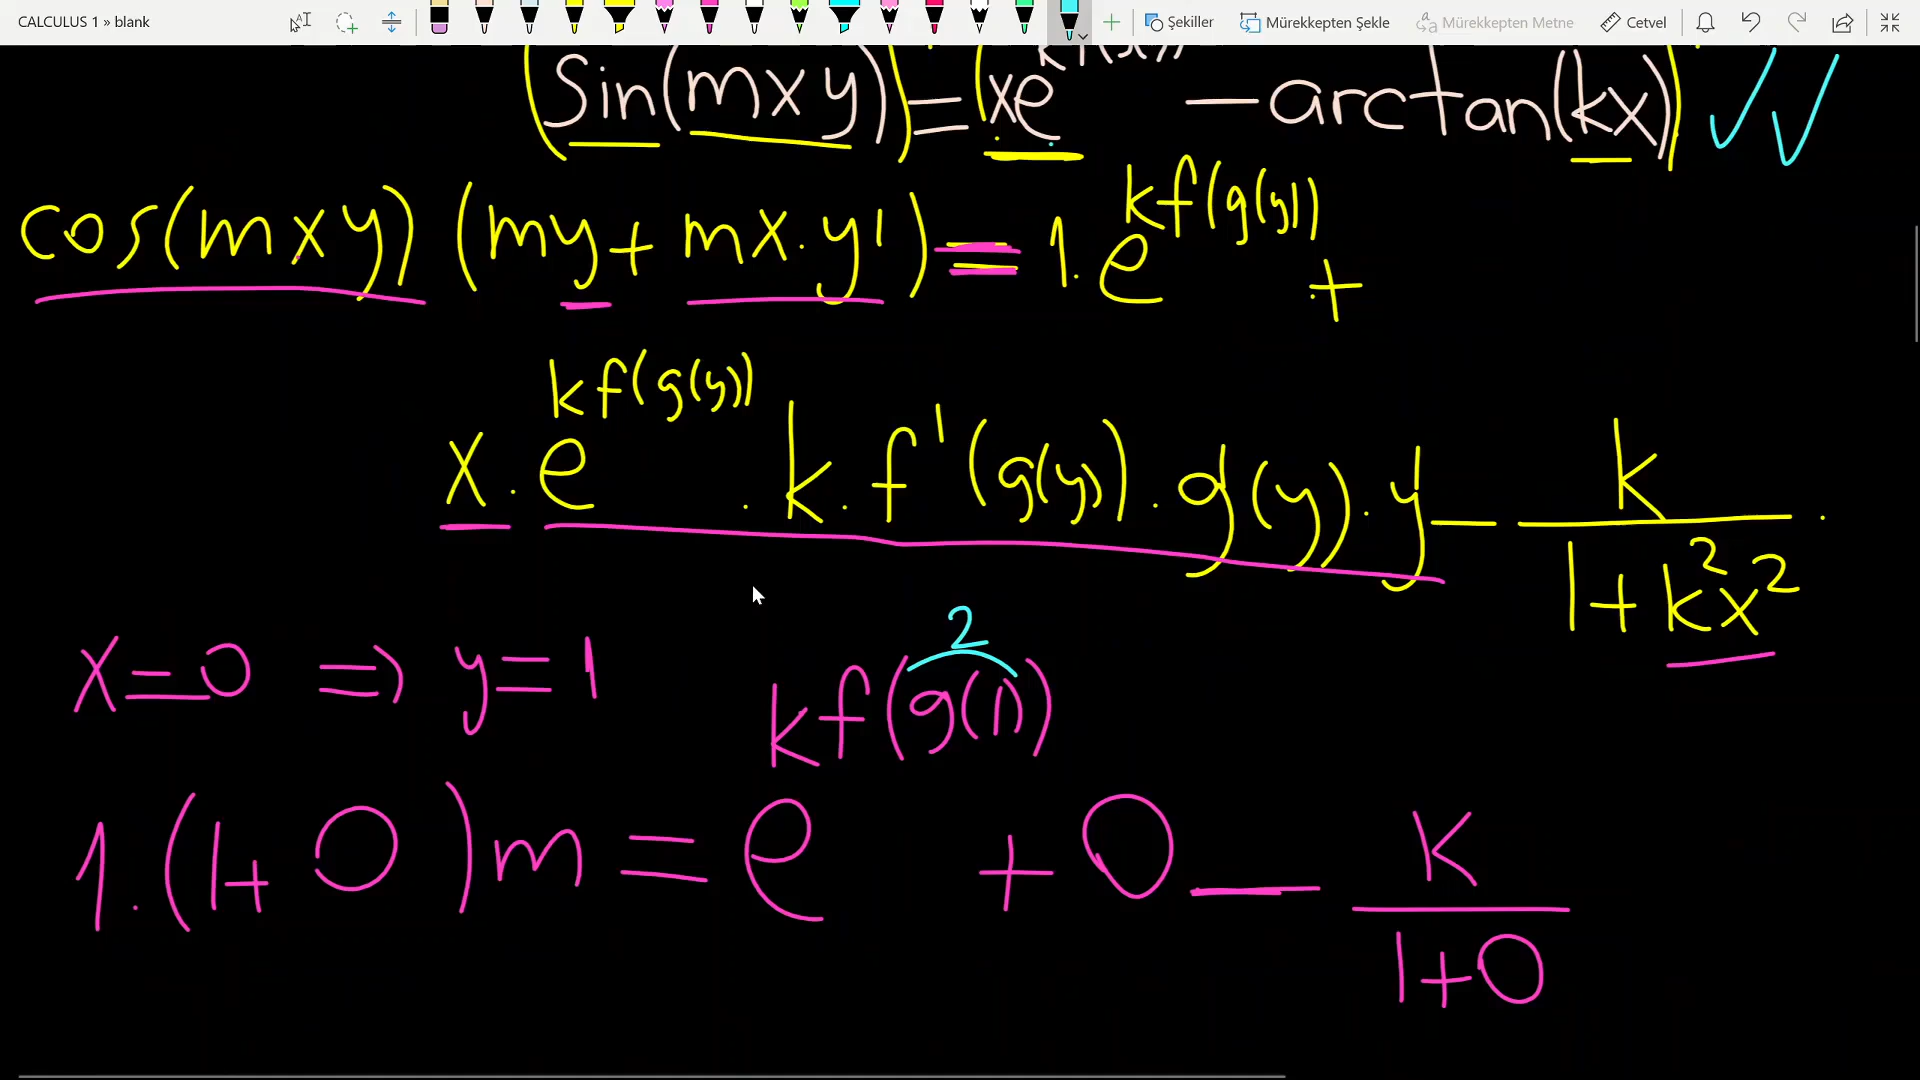 CALCULUS 1 » blank
Şekiller
Mürekkepten Şekle
Mürekkepten Metne
Cetvel
Sin(mxy) = xe^kf(g(y)) − arctan(kx)
cos(mxy) (my + mx.y') = 1.e^kf(g(y)) +
x.e^kf(g(y)) . k.f'(g(y)).g'(y).y' − k/(1+k²x²)
x=0 ⇒ y=1
2
1.(1+0)m = e^kf(g(1)) + 0 − k/(1+0)